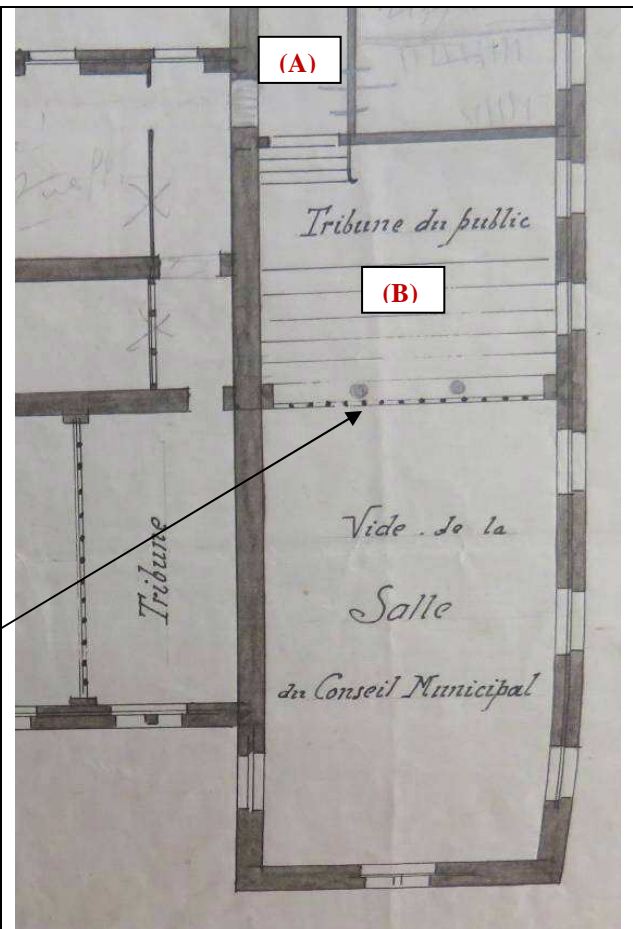 (A)
Tribune du public
(B)
Vide de la
Salle
du Conseil Municipal
Tribune